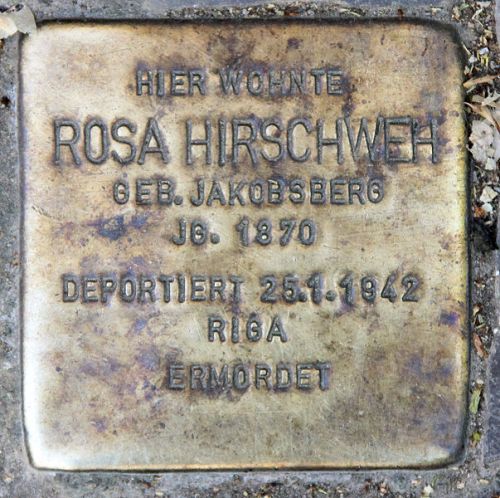 HIER WOHNTE
ROSA HIRSCHWEH
GEB. JAKOBSBERG
JG. 1870
DEPORTIERT 25.1.1942
RIGA
ERMORDET